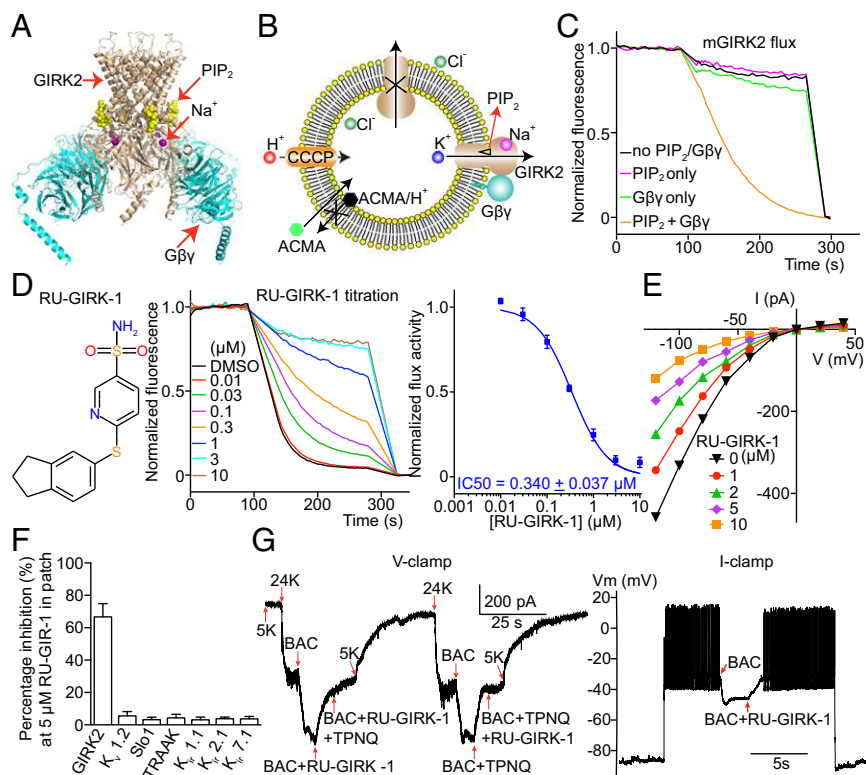 A
GIRK2
PIP2
Na+
Gβγ
B
Cl-
Cl-
PIP2
H+
CCCP
K+
Na+
GIRK2
ACMA/H+
ACMA
Gβγ
C
mGIRK2 flux
Normalized fluorescence
1.0
0.5
0
no PIP2/Gβγ
PIP2 only
Gβγ only
PIP2 + Gβγ
0 100 200 300
Time (s)
D
RU-GIRK-1
NH2
O S O
N
S
RU-GIRK-1 titration
Normalized fluorescence
1.0
0.5
0
(μM)
DMSO
0.01
0.03
0.1
0.3
1
3
10
0 100 200 300
Time (s)
Normalized flux activity
1.0
0.5
0
IC50 = 0.340 ± 0.037 μM
0.001 0.01 0.1 1 10
[RU-GIRK-1] (μM)
E
I (pA)
-100 -50 50
V (mV)
-200
-400
RU-GIRK-1
0 (μM)
1
2
5
10
F
Percentage inhibition (%)
at 5 μM RU-GIR-1 in patch
100
80
60
40
20
0
GIRK2
Kv 1.2
Slo1
TRAAK
Kir 1.1
Kir 2.1
Kir 7.1
G
V-clamp
24K
5K
BAC
5K
BAC+RU-GIRK-1
+TPNQ
BAC+RU-GIRK -1
24K
BAC
5K
BAC+TPNQ
+RU-GIRK-1
BAC+TPNQ
200 pA
25 s
Vm (mV)
I-clamp
20
0
-20
-40
-60
-80
BAC
BAC+RU-GIRK-1
5s